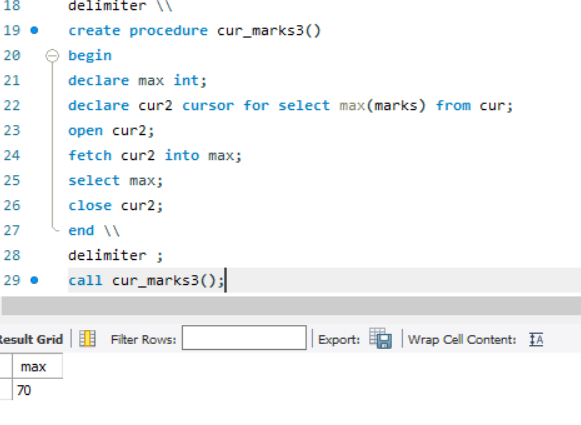 18 delimiter \\
19 create procedure cur_marks3()
20 begin
21 declare max int;
22 declare cur2 cursor for select max(marks) from cur;
23 open cur2;
24 fetch cur2 into max;
25 select max;
26 close cur2;
27 end \\
28 delimiter ;
29 call cur_marks3();
Result Grid Filter Rows: Export: Wrap Cell Content: IA
max
70